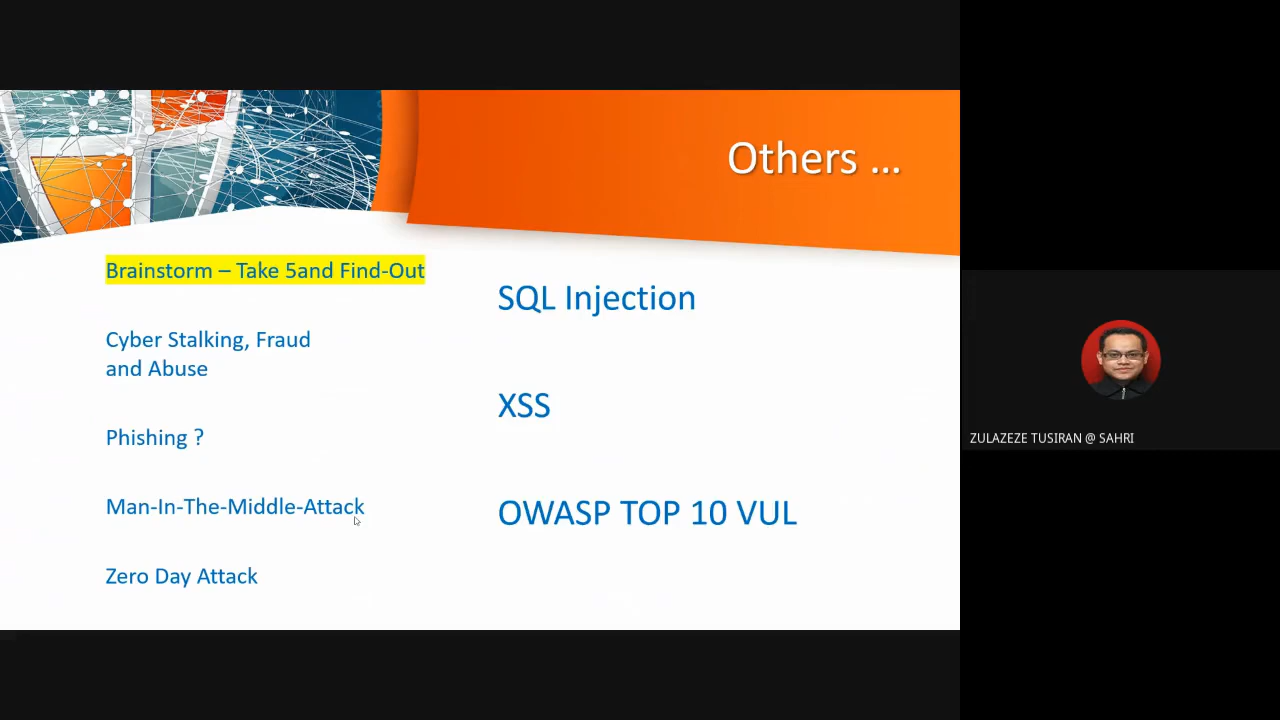 Others ...
Brainstorm – Take 5and Find-Out
Cyber Stalking, Fraud
and Abuse
Phishing ?
Man-In-The-Middle-Attack
Zero Day Attack
SQL Injection
XSS
OWASP TOP 10 VUL
ZULAZEZE TUSIRAN @ SAHRI